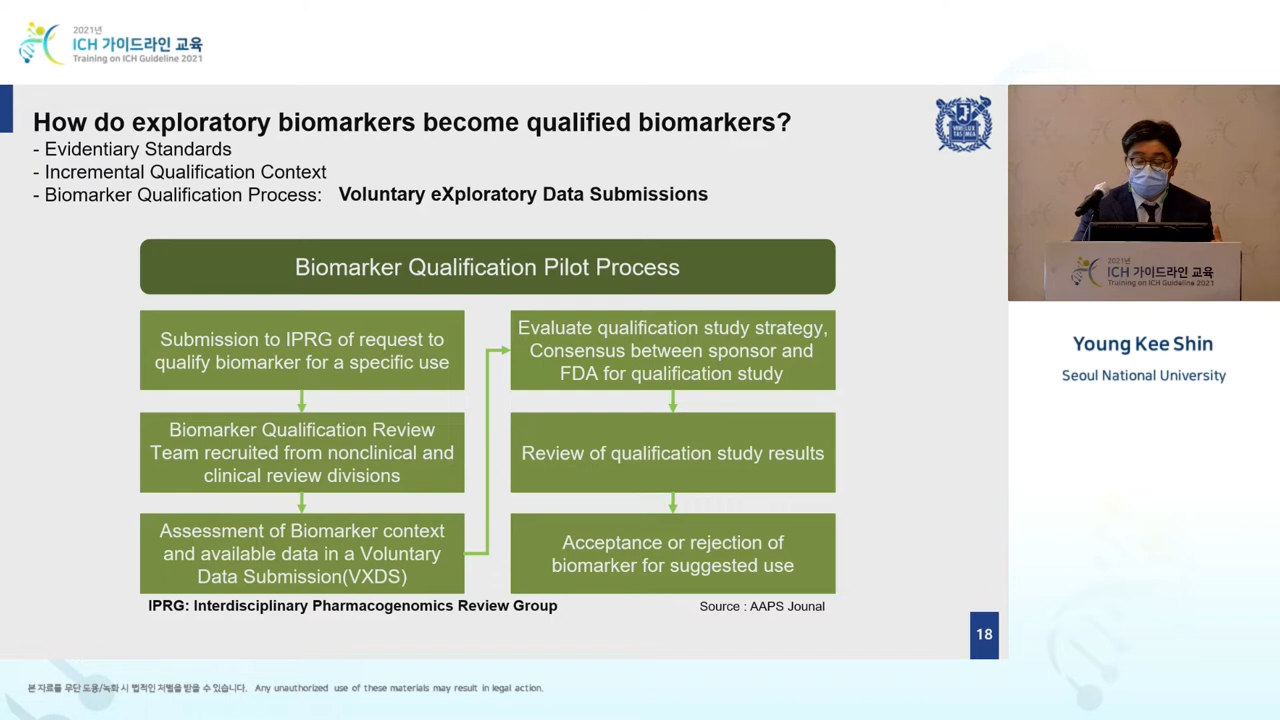 2021년
ICH 가이드라인 교육
Training on ICH Guideline 2021
How do exploratory biomarkers become qualified biomarkers?
- Evidentiary Standards
- Incremental Qualification Context
- Biomarker Qualification Process: Voluntary eXploratory Data Submissions
Biomarker Qualification Pilot Process
Submission to IPRG of request to
qualify biomarker for a specific use
Biomarker Qualification Review
Team recruited from nonclinical and
clinical review divisions
Assessment of Biomarker context
and available data in a Voluntary
Data Submission(VXDS)
Evaluate qualification study strategy,
Consensus between sponsor and
FDA for qualification study
Review of qualification study results
Acceptance or rejection of
biomarker for suggested use
IPRG: Interdisciplinary Pharmacogenomics Review Group
Source : AAPS Jounal
18
2021년
ICH 가이드라인 교육
Training on ICH Guideline 2021
Young Kee Shin
Seoul National University
본 자료를 무단 도용/녹화 시 법적인 처벌을 받을 수 있습니다. Any unauthorized use of these materials may result in legal action.